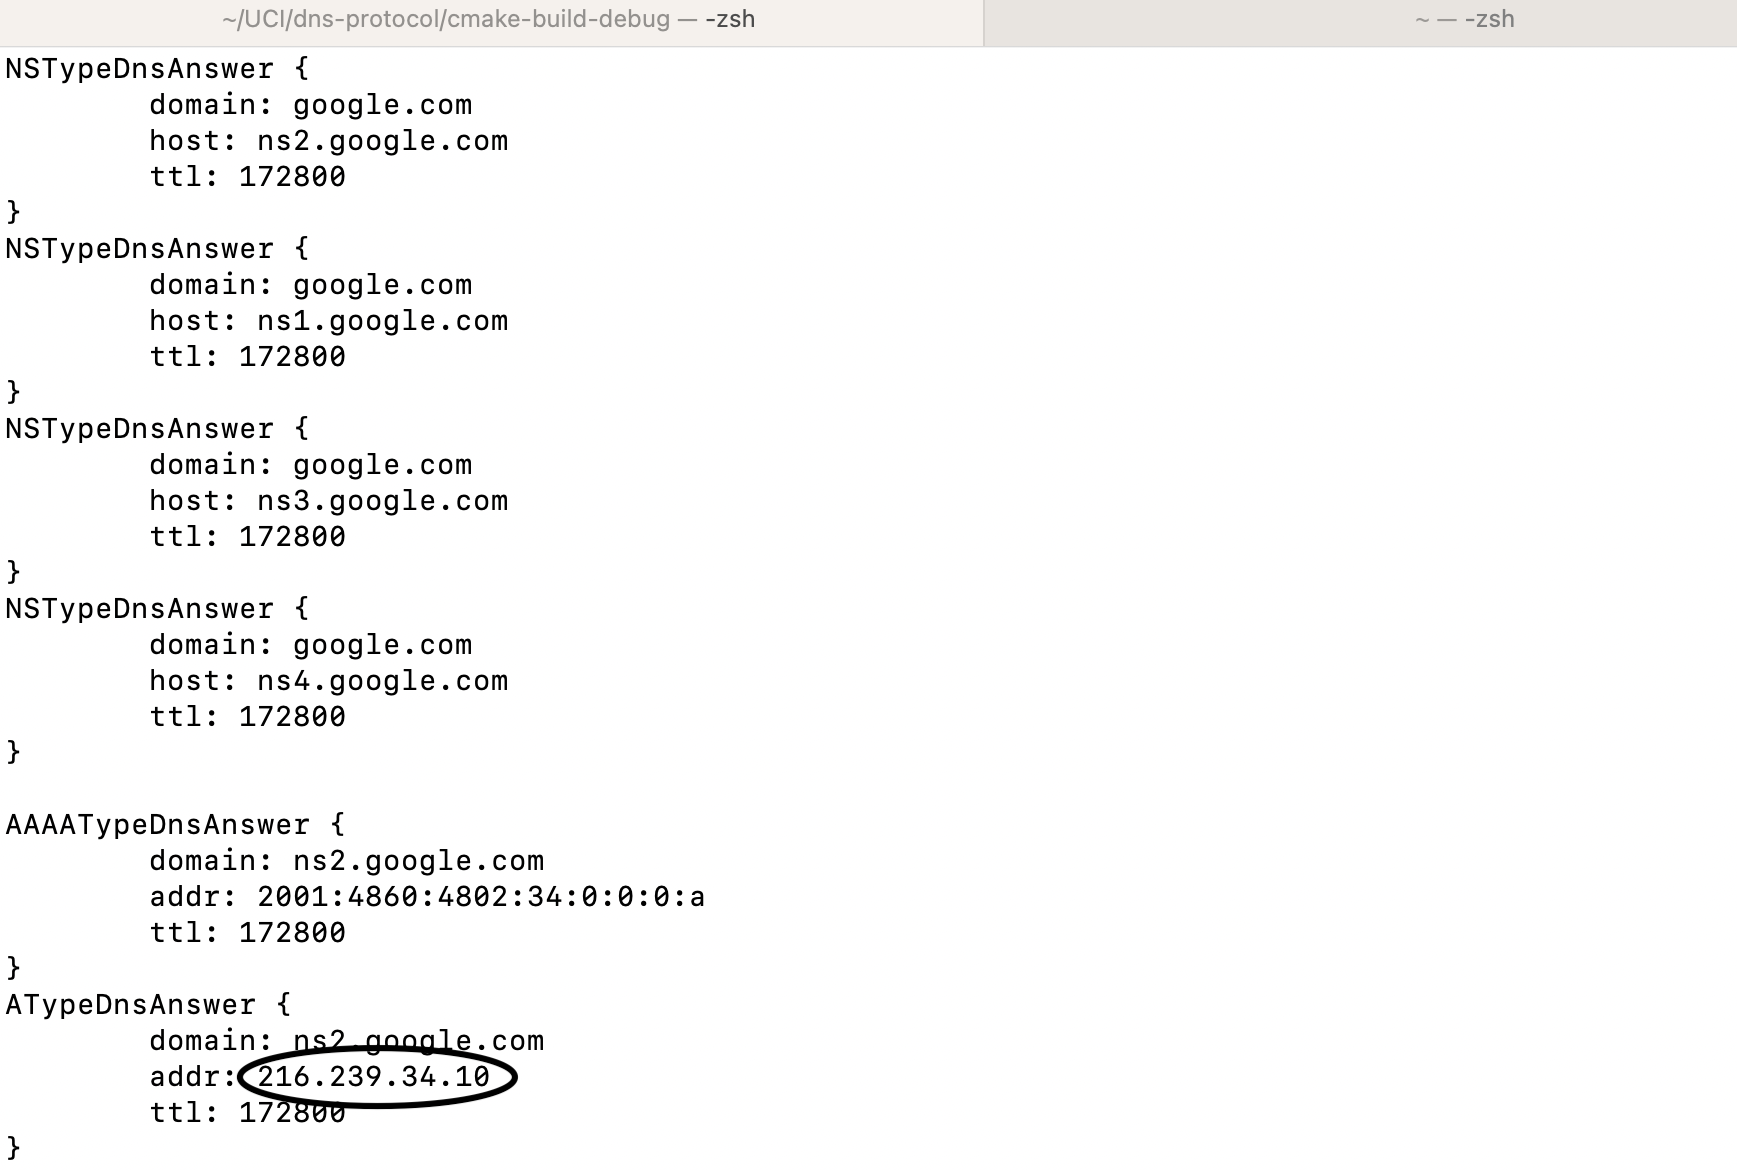 ~/UCI/dns-protocol/cmake-build-debug — -zsh
~ — -zsh
NSTypeDnsAnswer {
        domain: google.com
        host: ns2.google.com
        ttl: 172800
}
NSTypeDnsAnswer {
        domain: google.com
        host: ns1.google.com
        ttl: 172800
}
NSTypeDnsAnswer {
        domain: google.com
        host: ns3.google.com
        ttl: 172800
}
NSTypeDnsAnswer {
        domain: google.com
        host: ns4.google.com
        ttl: 172800
}

AAAATypeDnsAnswer {
        domain: ns2.google.com
        addr: 2001:4860:4802:34:0:0:0:a
        ttl: 172800
}
ATypeDnsAnswer {
        domain: ns2.google.com
        addr: 216.239.34.10
        ttl: 172800
}